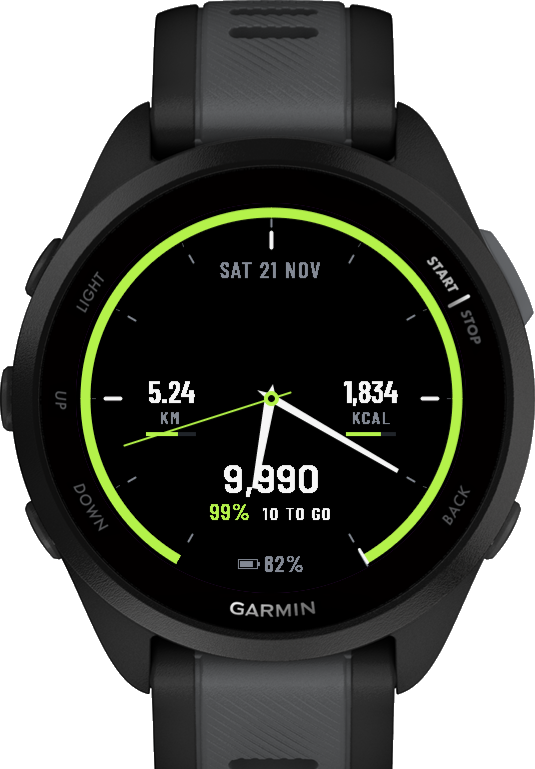 LIGHT
START
STOP
SAT 21 NOV
UP
5.24
KM
1,834
KCAL
9,990
99% 10 TO GO
DOWN
BACK
82%
GARMIN